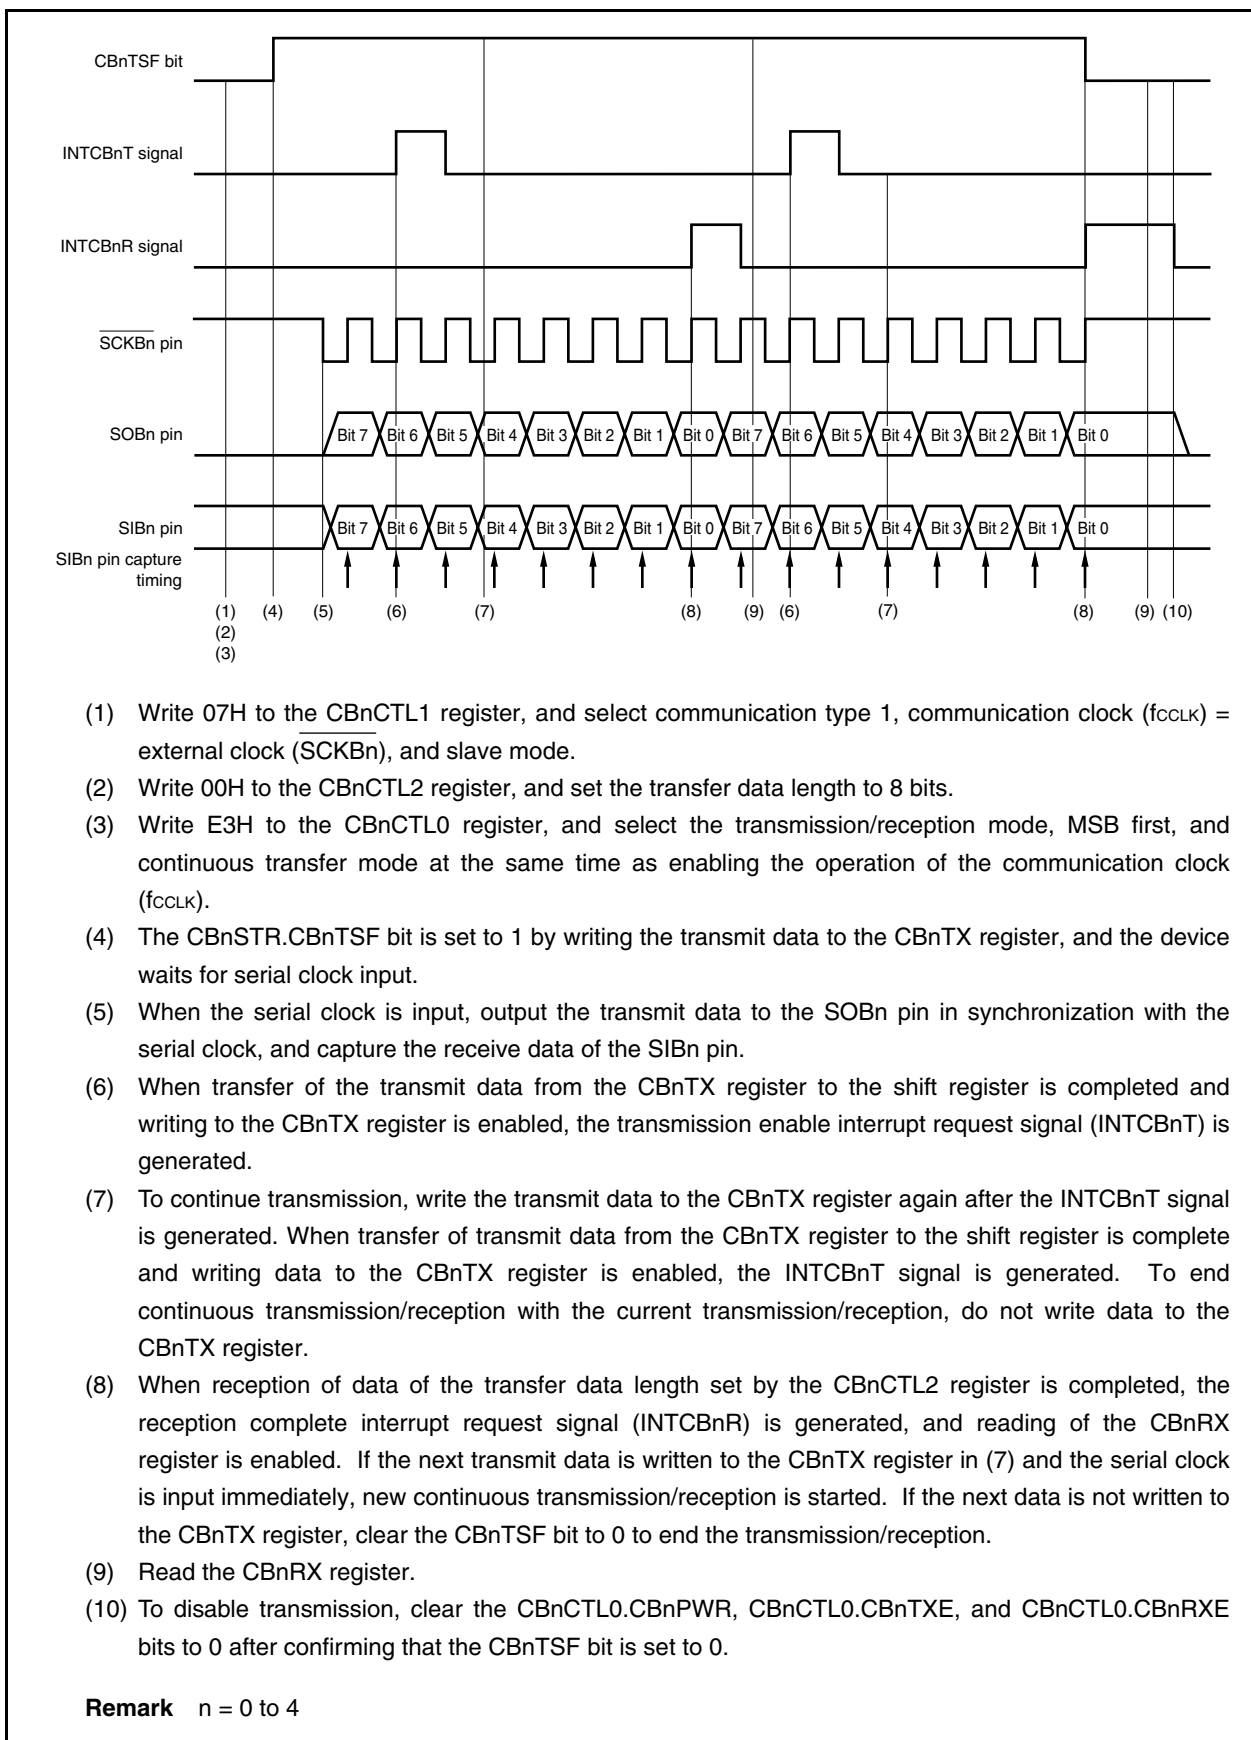 CBnTSF bit
INTCBnT signal
INTCBnR signal
SCKBn pin
SOBn pin
Bit 7 Bit 6 Bit 5 Bit 4 Bit 3 Bit 2 Bit 1 Bit 0 Bit 7 Bit 6 Bit 5 Bit 4 Bit 3 Bit 2 Bit 1 Bit 0
SIBn pin
Bit 7 Bit 6 Bit 5 Bit 4 Bit 3 Bit 2 Bit 1 Bit 0 Bit 7 Bit 6 Bit 5 Bit 4 Bit 3 Bit 2 Bit 1 Bit 0
SIBn pin capture
timing
(1) (4) (5) (6) (7) (8) (9) (6) (7) (8) (9) (10)
(2)
(3)
(1) Write 07H to the CBnCTL1 register, and select communication type 1, communication clock (fCCLK) =
external clock (SCKBn), and slave mode.
(2) Write 00H to the CBnCTL2 register, and set the transfer data length to 8 bits.
(3) Write E3H to the CBnCTL0 register, and select the transmission/reception mode, MSB first, and
continuous transfer mode at the same time as enabling the operation of the communication clock
(fCCLK).
(4) The CBnSTR.CBnTSF bit is set to 1 by writing the transmit data to the CBnTX register, and the device
waits for serial clock input.
(5) When the serial clock is input, output the transmit data to the SOBn pin in synchronization with the
serial clock, and capture the receive data of the SIBn pin.
(6) When transfer of the transmit data from the CBnTX register to the shift register is completed and
writing to the CBnTX register is enabled, the transmission enable interrupt request signal (INTCBnT) is
generated.
(7) To continue transmission, write the transmit data to the CBnTX register again after the INTCBnT signal
is generated. When transfer of transmit data from the CBnTX register to the shift register is complete
and writing data to the CBnTX register is enabled, the INTCBnT signal is generated. To end
continuous transmission/reception with the current transmission/reception, do not write data to the
CBnTX register.
(8) When reception of data of the transfer data length set by the CBnCTL2 register is completed, the
reception complete interrupt request signal (INTCBnR) is generated, and reading of the CBnRX
register is enabled. If the next transmit data is written to the CBnTX register in (7) and the serial clock
is input immediately, new continuous transmission/reception is started. If the next data is not written to
the CBnTX register, clear the CBnTSF bit to 0 to end the transmission/reception.
(9) Read the CBnRX register.
(10) To disable transmission, clear the CBnCTL0.CBnPWR, CBnCTL0.CBnTXE, and CBnCTL0.CBnRXE
bits to 0 after confirming that the CBnTSF bit is set to 0.
Remark n = 0 to 4